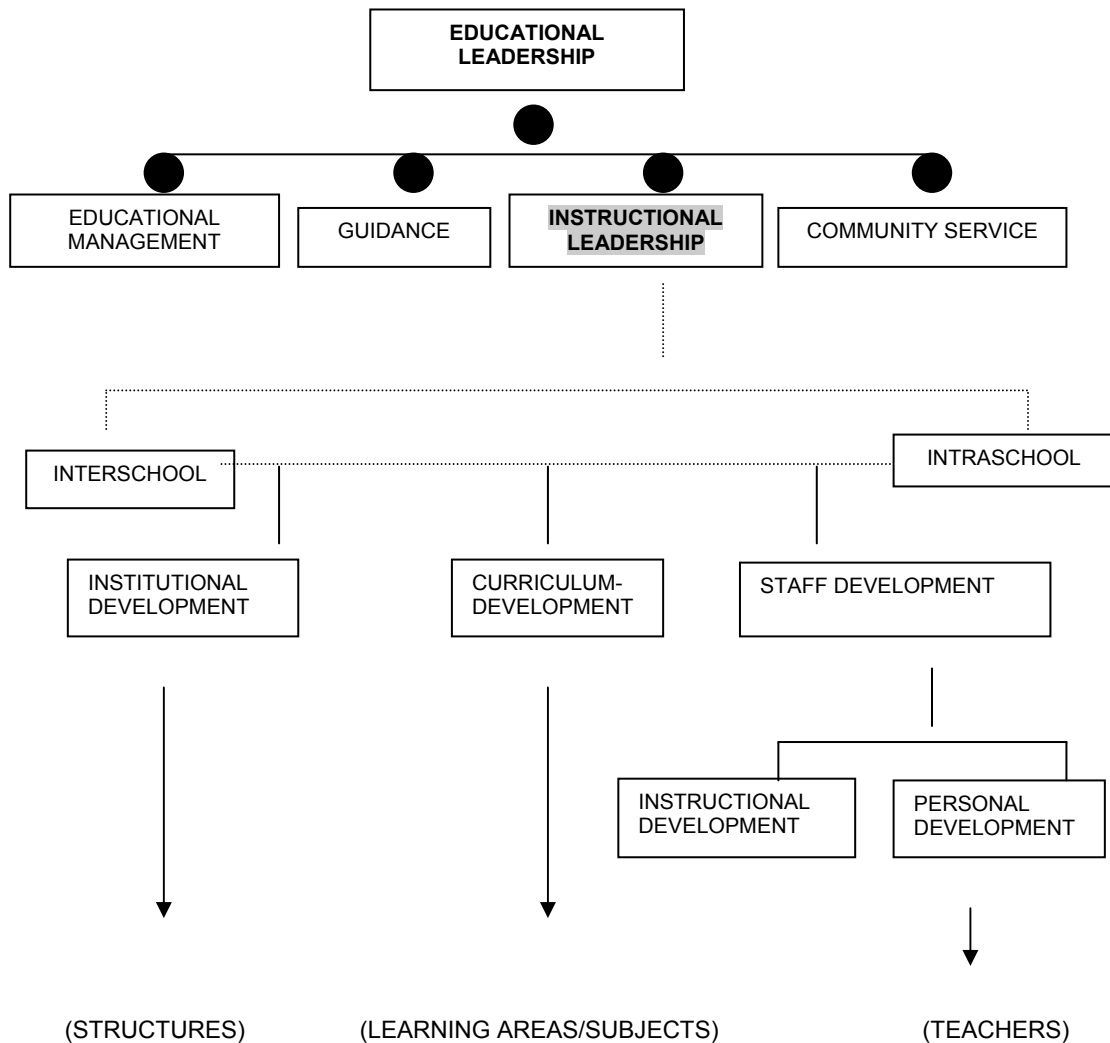 EDUCATIONAL
LEADERSHIP
EDUCATIONAL
MANAGEMENT
GUIDANCE
INSTRUCTIONAL
LEADERSHIP
COMMUNITY SERVICE
INTERSCHOOL
INTRASCHOOL
INSTITUTIONAL
DEVELOPMENT
CURRICULUM-
DEVELOPMENT
STAFF DEVELOPMENT
INSTRUCTIONAL
DEVELOPMENT
PERSONAL
DEVELOPMENT
(STRUCTURES)
(LEARNING AREAS/SUBJECTS)
(TEACHERS)